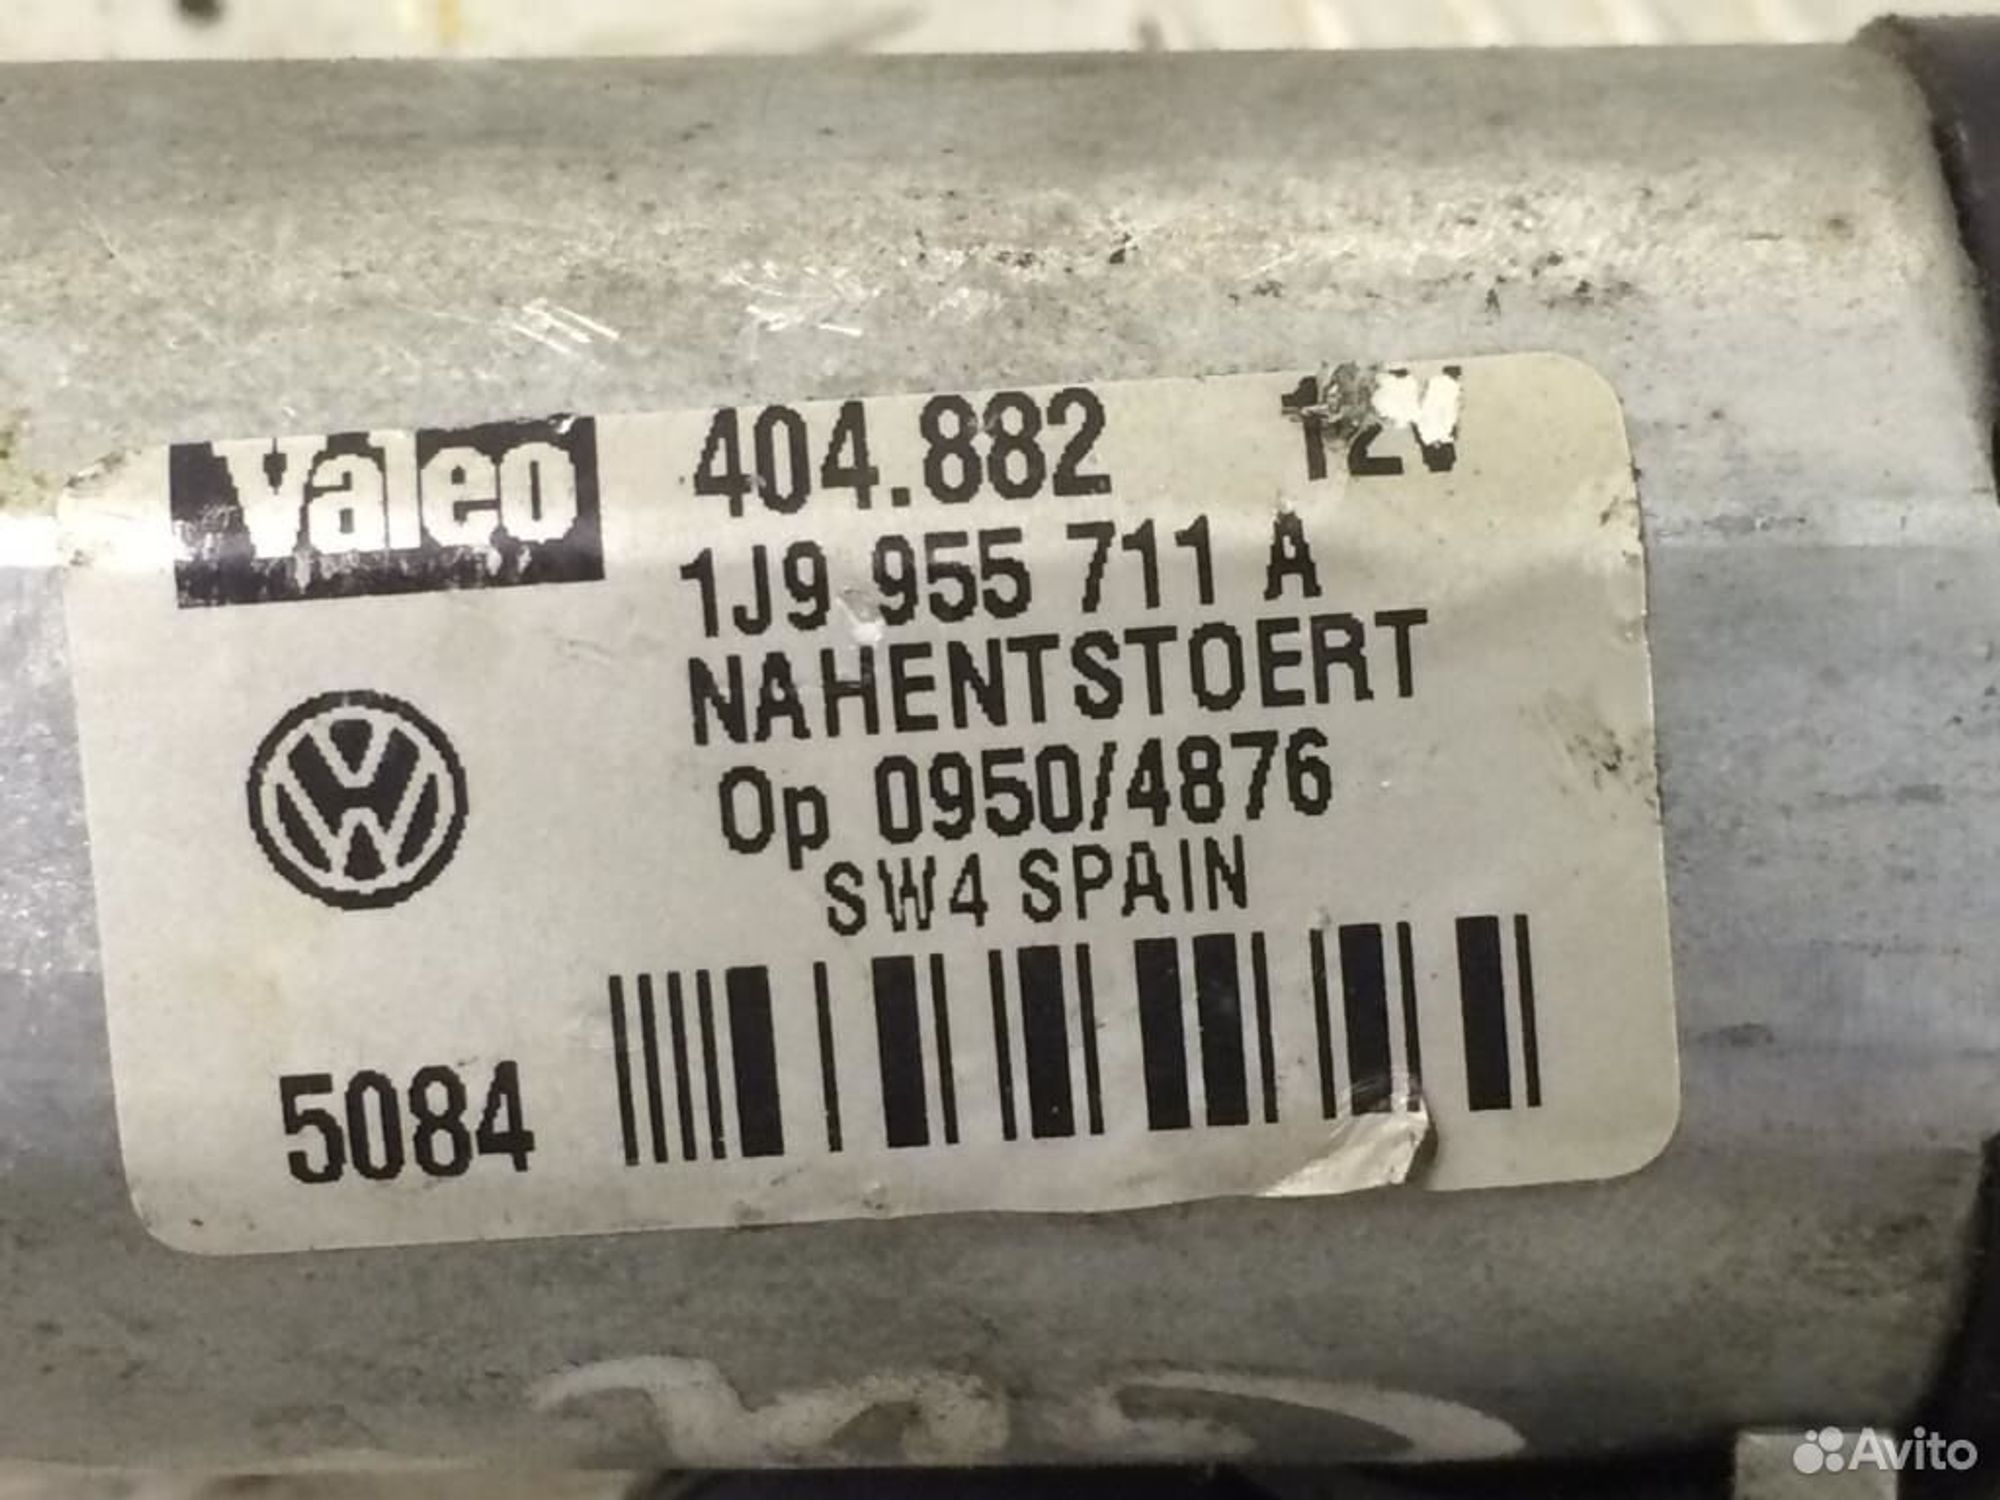 Valeo 404.882 12V
1J9 955 711 A
NAHENTSTOERT
Op 0950/4876
SW4 SPAIN
5084
Avito